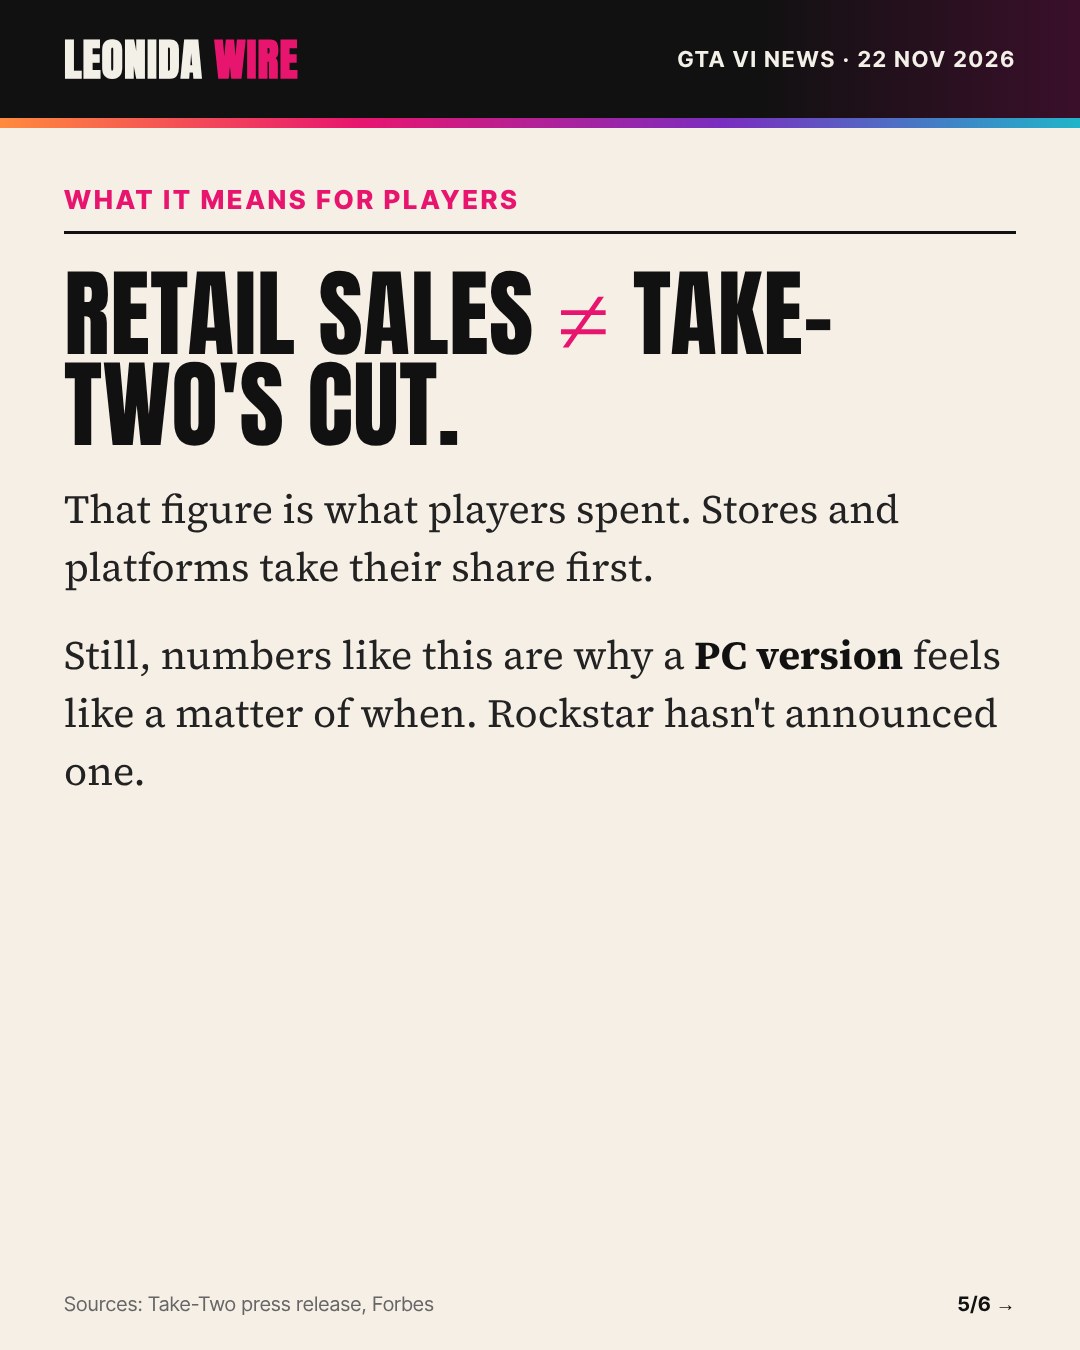 LEONIDA WIRE
GTA VI NEWS · 22 NOV 2026
WHAT IT MEANS FOR PLAYERS
RETAIL SALES ≠ TAKE-
TWO'S CUT.
That figure is what players spent. Stores and
platforms take their share first.
Still, numbers like this are why a PC version feels
like a matter of when. Rockstar hasn't announced
one.
Sources: Take-Two press release, Forbes
5/6 →